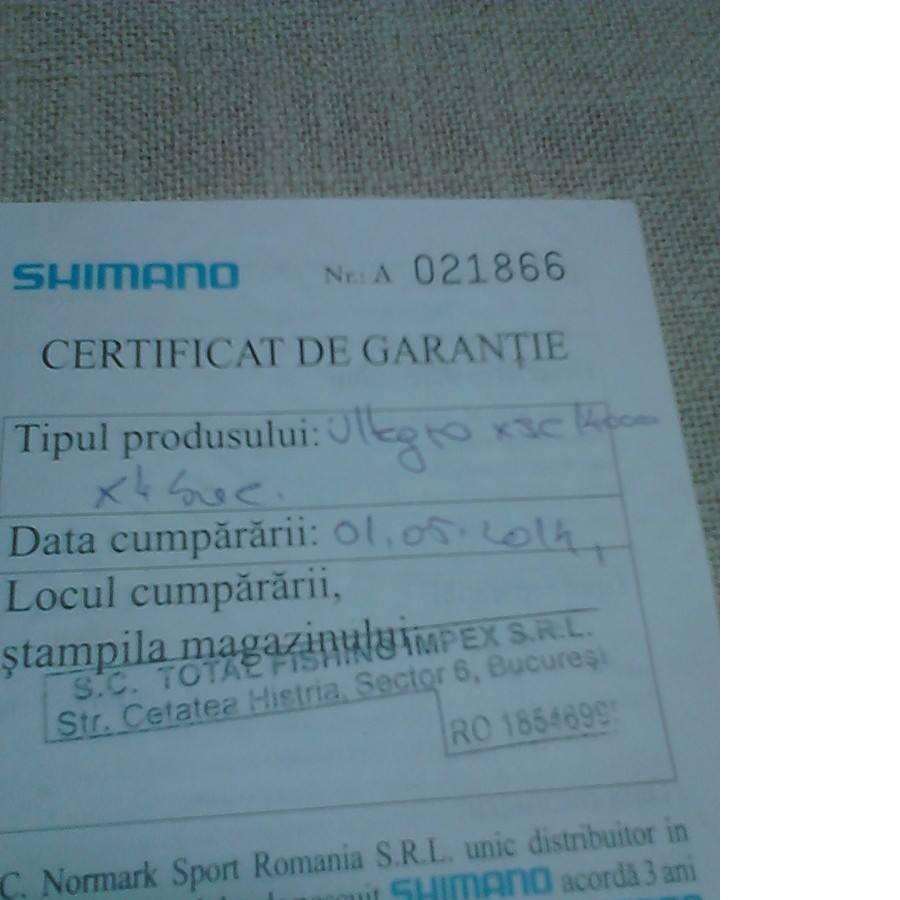 SHIMANO Nr.: A 021866
CERTIFICAT DE GARANȚIE
Tipul produsului: Ultegra XSC 14000
x4 buc.
Data cumpărării: 01.05.2014,
Locul cumpărării,
ștampila magazinului:
S.C. TOTAL FISHING IMPEX S.R.L.
Str. Cetatea Histria, Sector 6, București
RO 1654699
C. Normark Sport Romania S.R.L. unic distribuitor in
SHIMANO acordă 3 ani